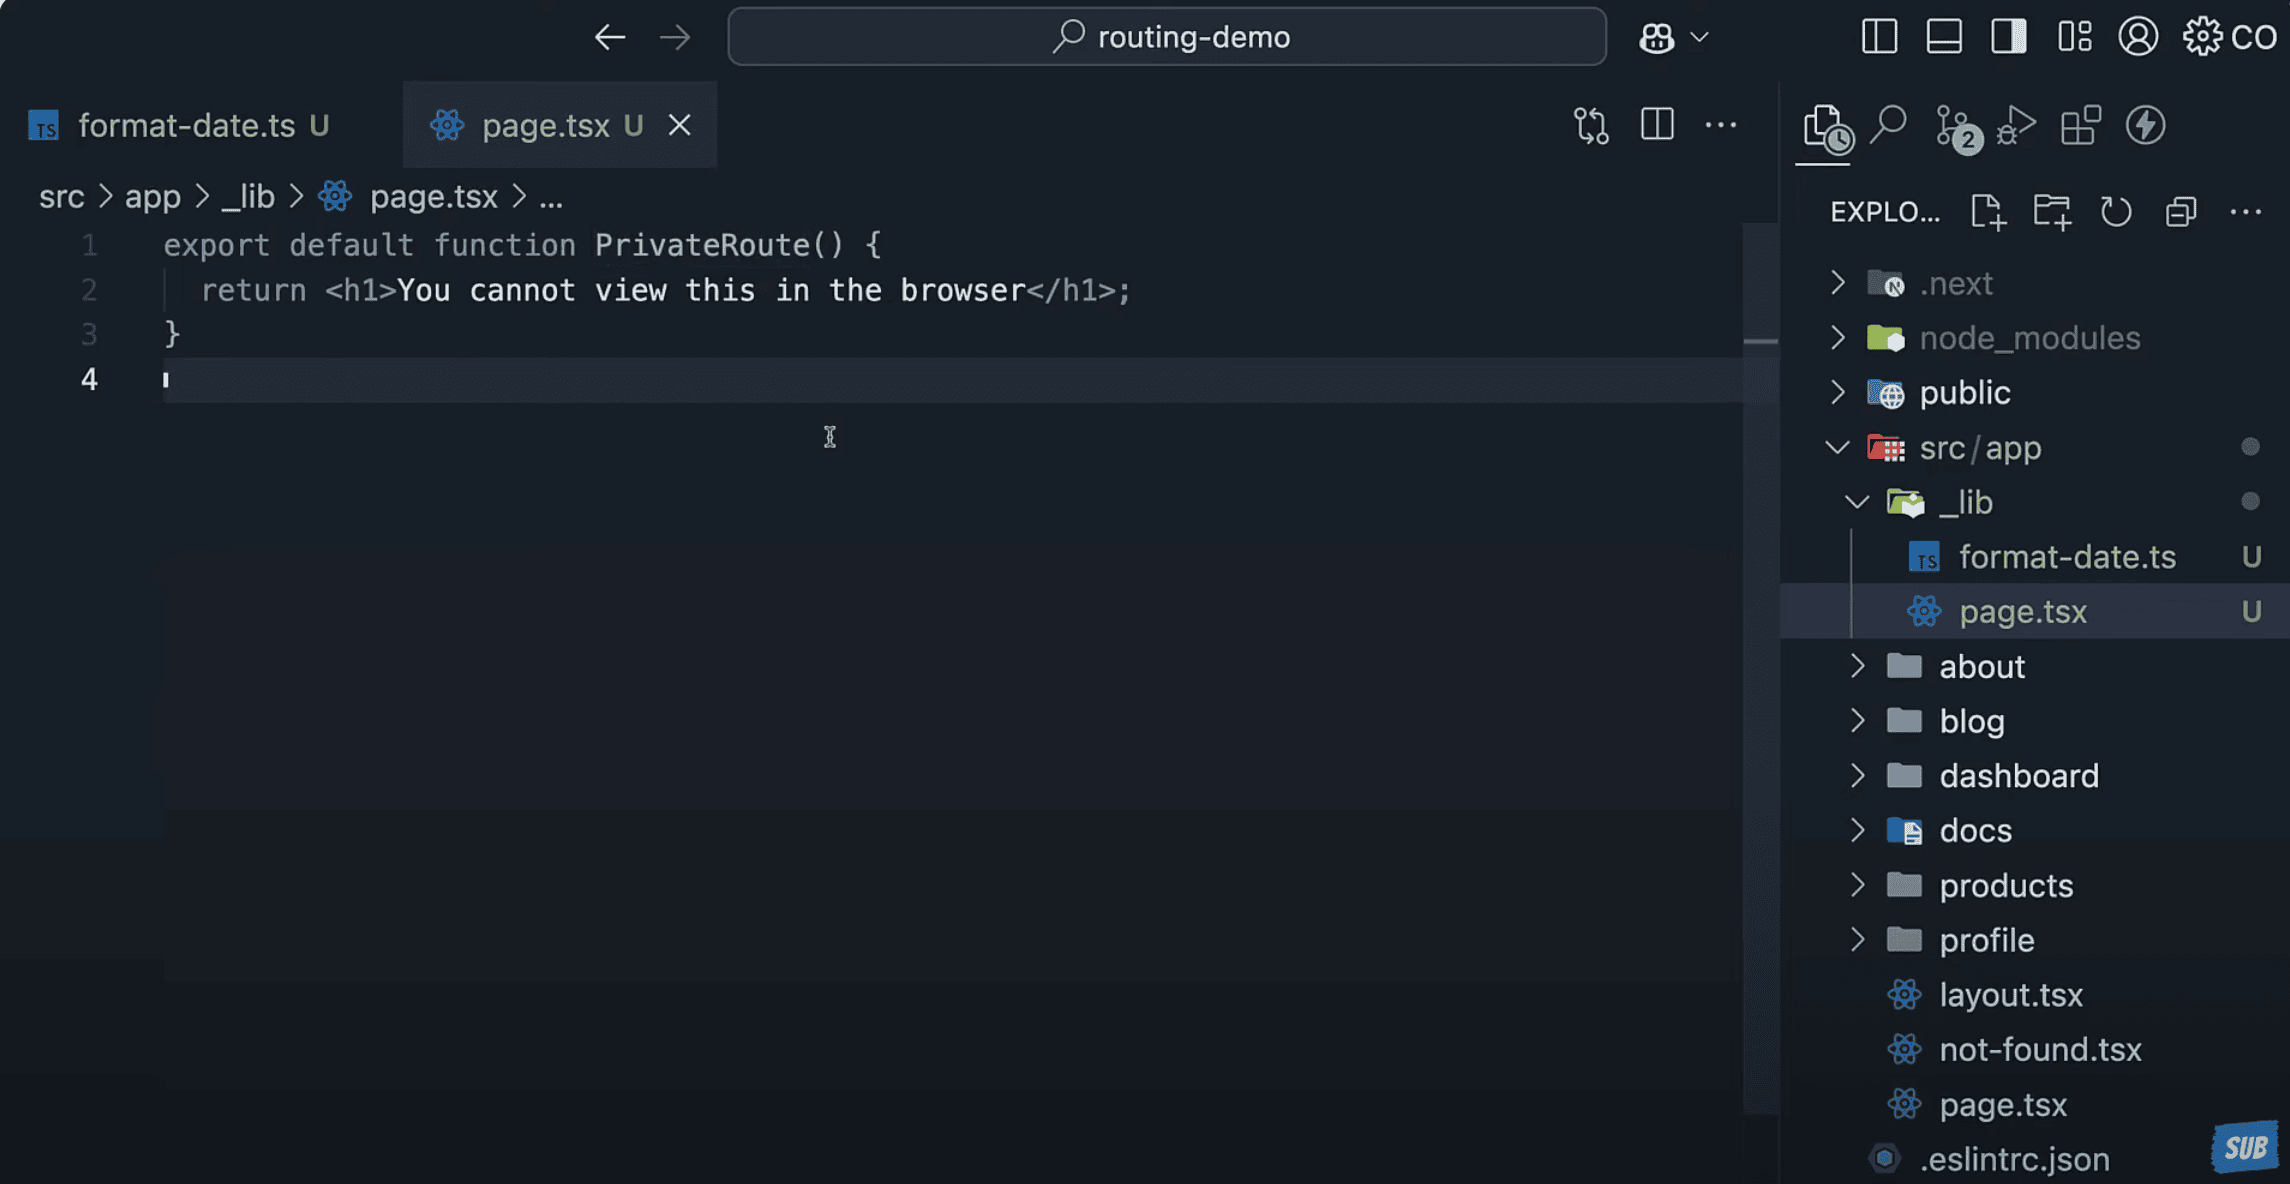 routing-demo
CO
format-date.ts U
page.tsx U
src > app > _lib > page.tsx > ...
1 export default function PrivateRoute() {
2 return <h1>You cannot view this in the browser</h1>;
3 }
4
2
EXPLO...
.next
node_modules
public
src/app
_lib
format-date.ts U
page.tsx U
about
blog
dashboard
docs
products
profile
layout.tsx
not-found.tsx
page.tsx
.eslintrc.json
SUB